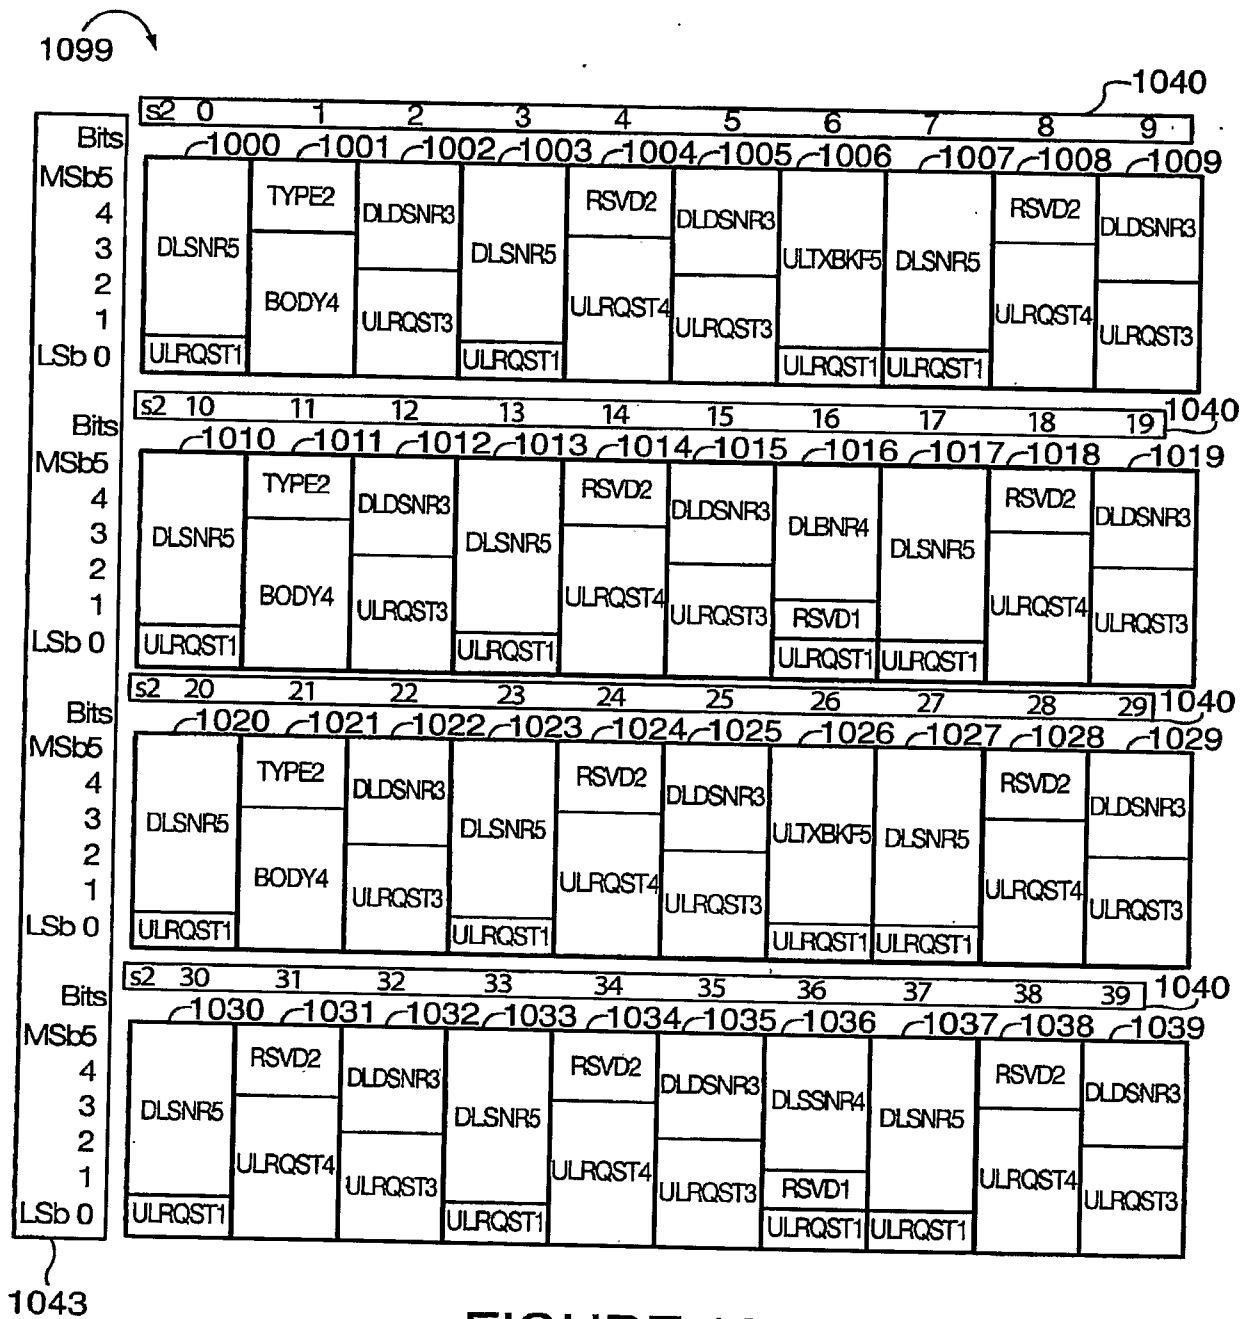 1099
1040
s2 0 1 2 3 4 5 6 7 8 9
Bits 1000 1001 1002 1003 1004 1005 1006 1007 1008 1009
MSb5
4 TYPE2 DLDSNR3 RSVD2 DLDSNR3 RSVD2 DLDSNR3
3 DLSNR5 DLSNR5 ULTXBKF5 DLSNR5
2
1 BODY4 ULRQST3 ULRQST4 ULRQST3 ULRQST4 ULRQST3
LSb 0 ULRQST1 ULRQST1 ULRQST1 ULRQST1
s2 10 11 12 13 14 15 16 17 18 19 1040
Bits 1010 1011 1012 1013 1014 1015 1016 1017 1018 1019
MSb5
4 TYPE2 DLDSNR3 RSVD2 DLDSNR3 RSVD2 DLDSNR3
3 DLSNR5 DLSNR5 DLBNR4 DLSNR5
2
1 BODY4 ULRQST3 ULRQST4 ULRQST3 RSVD1 ULRQST4 ULRQST3
LSb 0 ULRQST1 ULRQST1 ULRQST1 ULRQST1
s2 20 21 22 23 24 25 26 27 28 29 1040
Bits 1020 1021 1022 1023 1024 1025 1026 1027 1028 1029
MSb5
4 TYPE2 DLDSNR3 RSVD2 DLDSNR3 RSVD2 DLDSNR3
3 DLSNR5 DLSNR5 ULTXBKF5 DLSNR5
2
1 BODY4 ULRQST3 ULRQST4 ULRQST3 ULRQST4 ULRQST3
LSb 0 ULRQST1 ULRQST1 ULRQST1 ULRQST1
s2 30 31 32 33 34 35 36 37 38 39 1040
Bits 1030 1031 1032 1033 1034 1035 1036 1037 1038 1039
MSb5
4 RSVD2 DLDSNR3 RSVD2 DLDSNR3 RSVD2 DLDSNR3
3 DLSNR5 DLSNR5 DLSSNR4 DLSNR5
2
1 ULRQST4 ULRQST3 ULRQST4 ULRQST3 RSVD1 ULRQST4 ULRQST3
LSb 0 ULRQST1 ULRQST1 ULRQST1 ULRQST1
1043